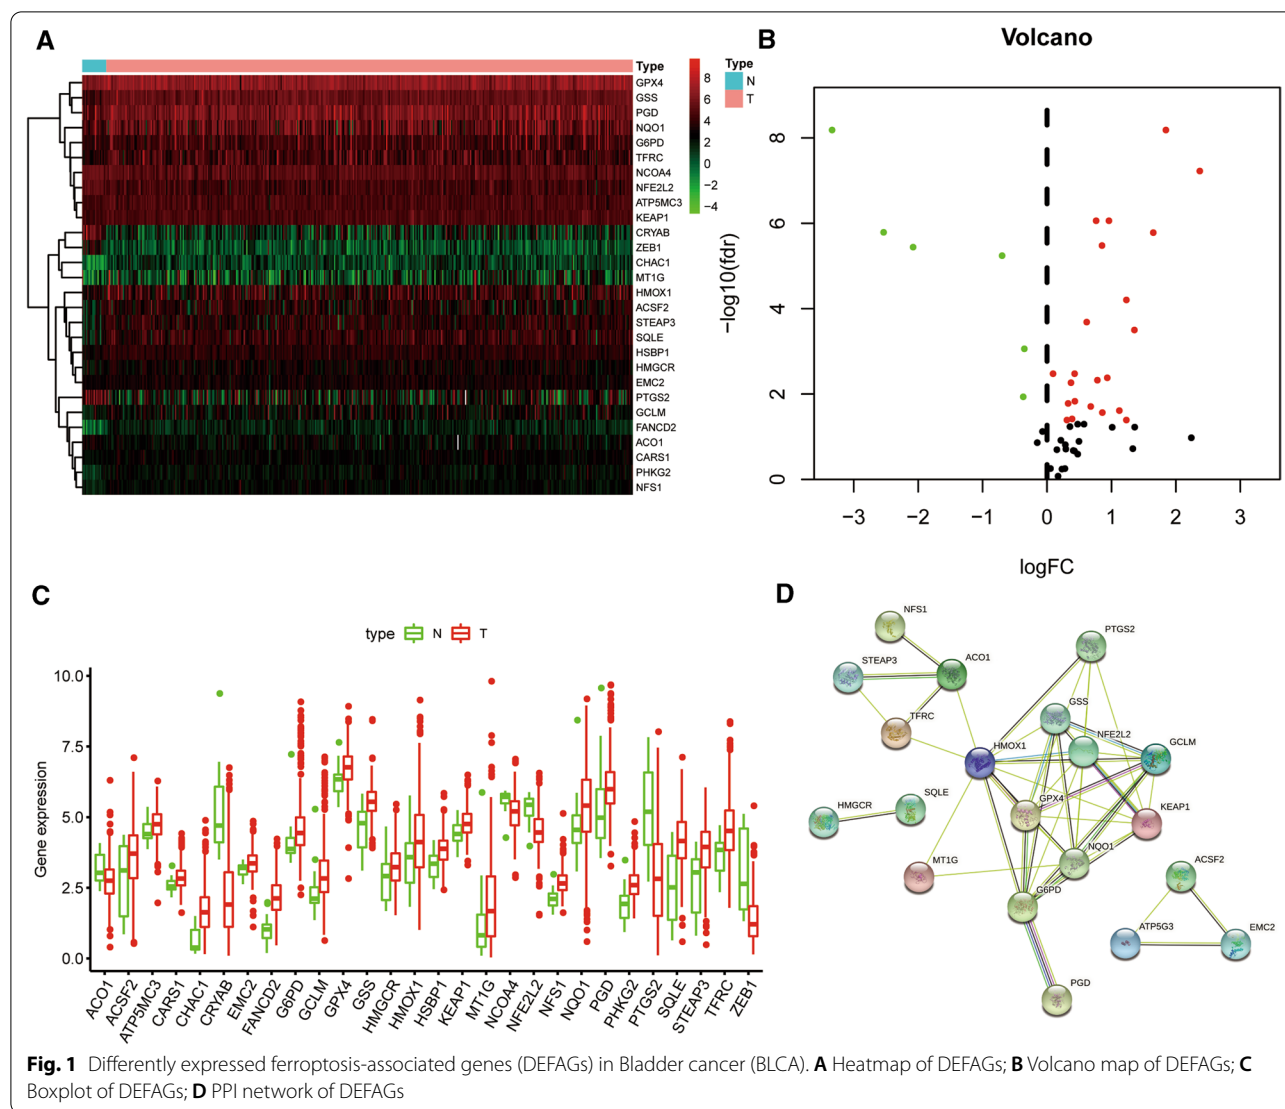 A
Type
GPX4
GSS
PGD
NQO1
G6PD
TFRC
NCOA4
NFE2L2
ATP5MC3
KEAP1
CRYAB
ZEB1
CHAC1
MT1G
HMOX1
ACSF2
STEAP3
SQLE
HSBP1
HMGCR
EMC2
PTGS2
GCLM
FANCD2
ACO1
CARS1
PHKG2
NFS1
8
6
4
2
0
−2
−4
Type
N
T
B
Volcano
−log10(fdr)
8
6
4
2
0
−3 −2 −1 0 1 2 3
logFC
C
type N T
Gene expression
10.0
7.5
5.0
2.5
0.0
ACO1
ACSF2
ATP5MC3
CARS1
CHAC1
CRYAB
EMC2
FANCD2
G6PD
GCLM
GPX4
GSS
HMGCR
HMOX1
HSBP1
KEAP1
MT1G
NCOA4
NFE2L2
NFS1
NQO1
PGD
PHKG2
PTGS2
SQLE
STEAP3
TFRC
ZEB1
D
NFS1
PTGS2
STEAP3
ACO1
GSS
TFRC
NFE2L2
HMOX1
GCLM
SQLE
HMGCR
GPX4
KEAP1
NQO1
MT1G
ACSF2
G6PD
ATP5G3
EMC2
PGD
Fig. 1 Differently expressed ferroptosis-associated genes (DEFAGs) in Bladder cancer (BLCA). A Heatmap of DEFAGs; B Volcano map of DEFAGs; C
Boxplot of DEFAGs; D PPI network of DEFAGs